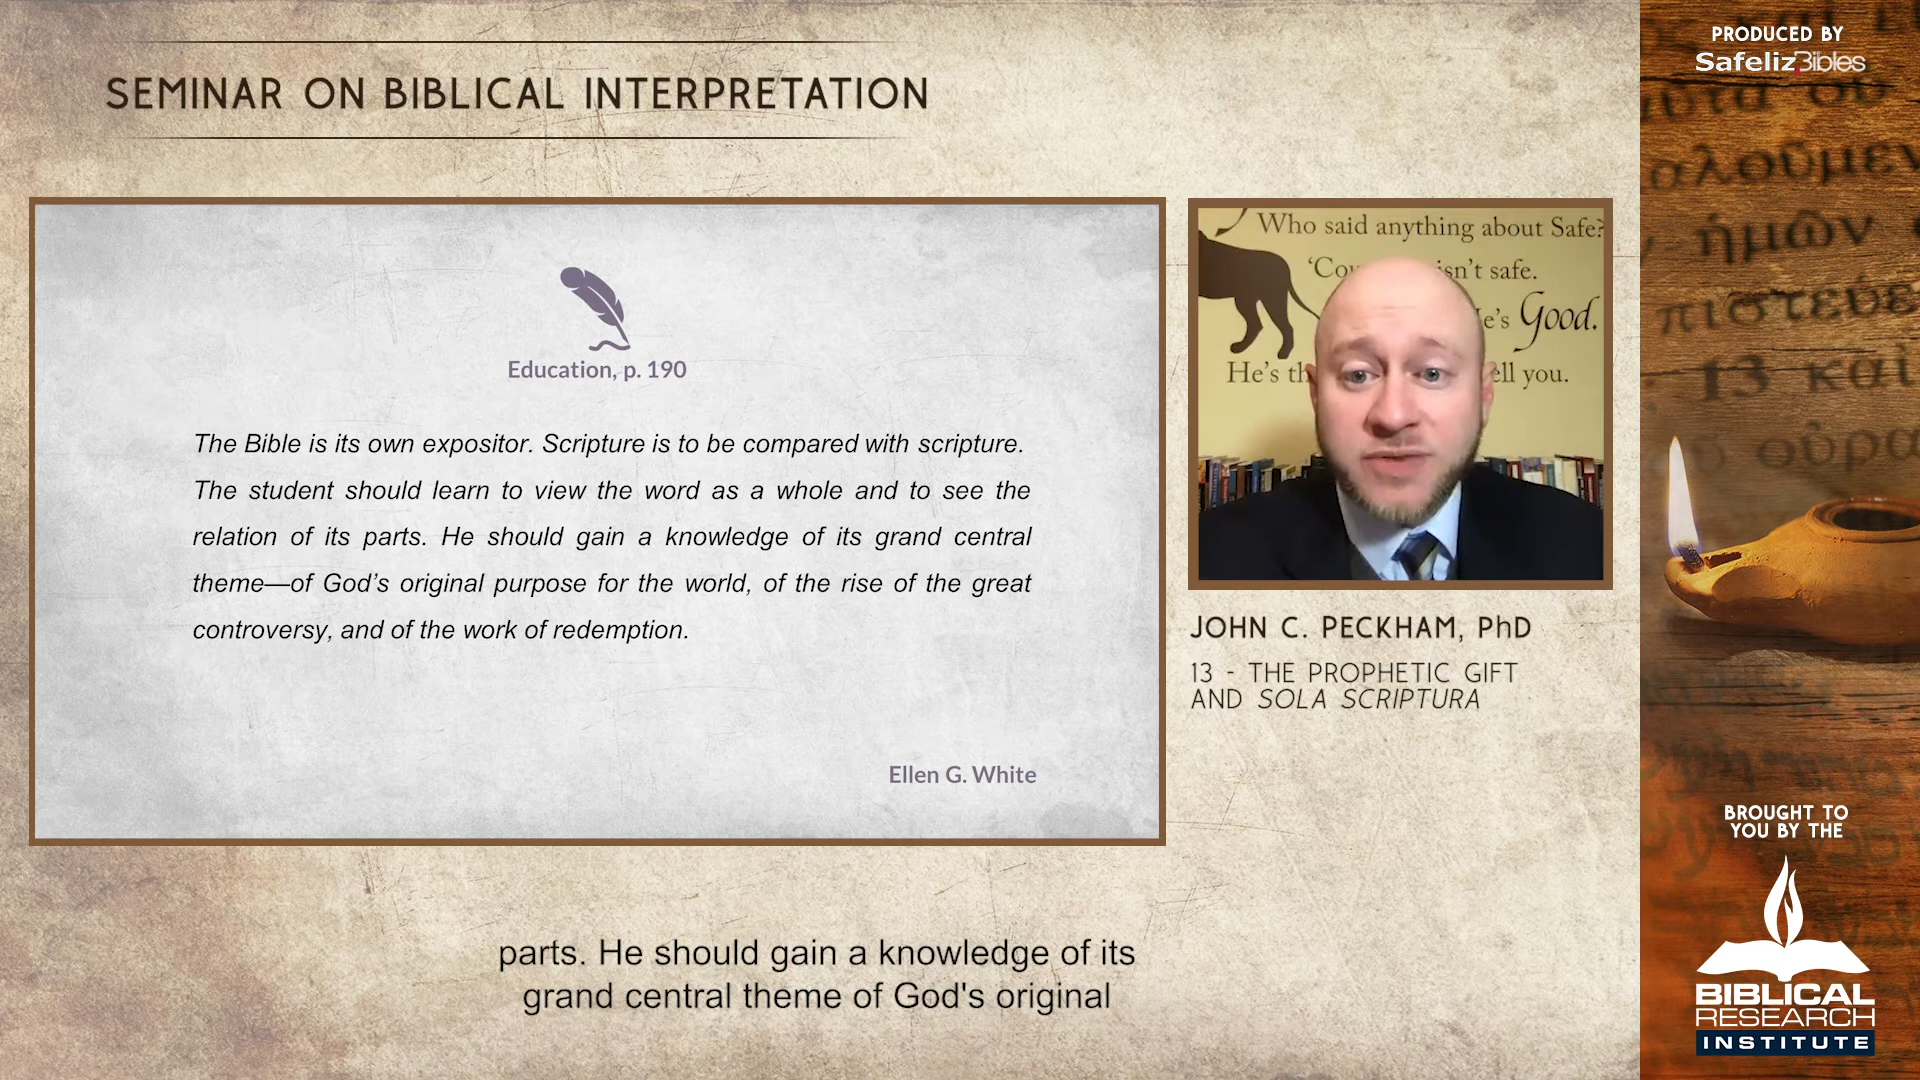 SEMINAR ON BIBLICAL INTERPRETATION
Education, p. 190
The Bible is its own expositor. Scripture is to be compared with scripture.
The student should learn to view the word as a whole and to see the
relation of its parts. He should gain a knowledge of its grand central
theme—of God’s original purpose for the world, of the rise of the great
controversy, and of the work of redemption.
Ellen G. White
Who said anything about Safe?
isn’t safe.
Good.
He’s
you.
JOHN C. PECKHAM, PhD
13 - THE PROPHETIC GIFT
AND SOLA SCRIPTURA
parts. He should gain a knowledge of its
grand central theme of God's original
PRODUCED BY
Safeliz Bibles
ἡμῶν
13 καὶ
BROUGHT TO
YOU BY THE
BIBLICAL
RESEARCH
INSTITUTE